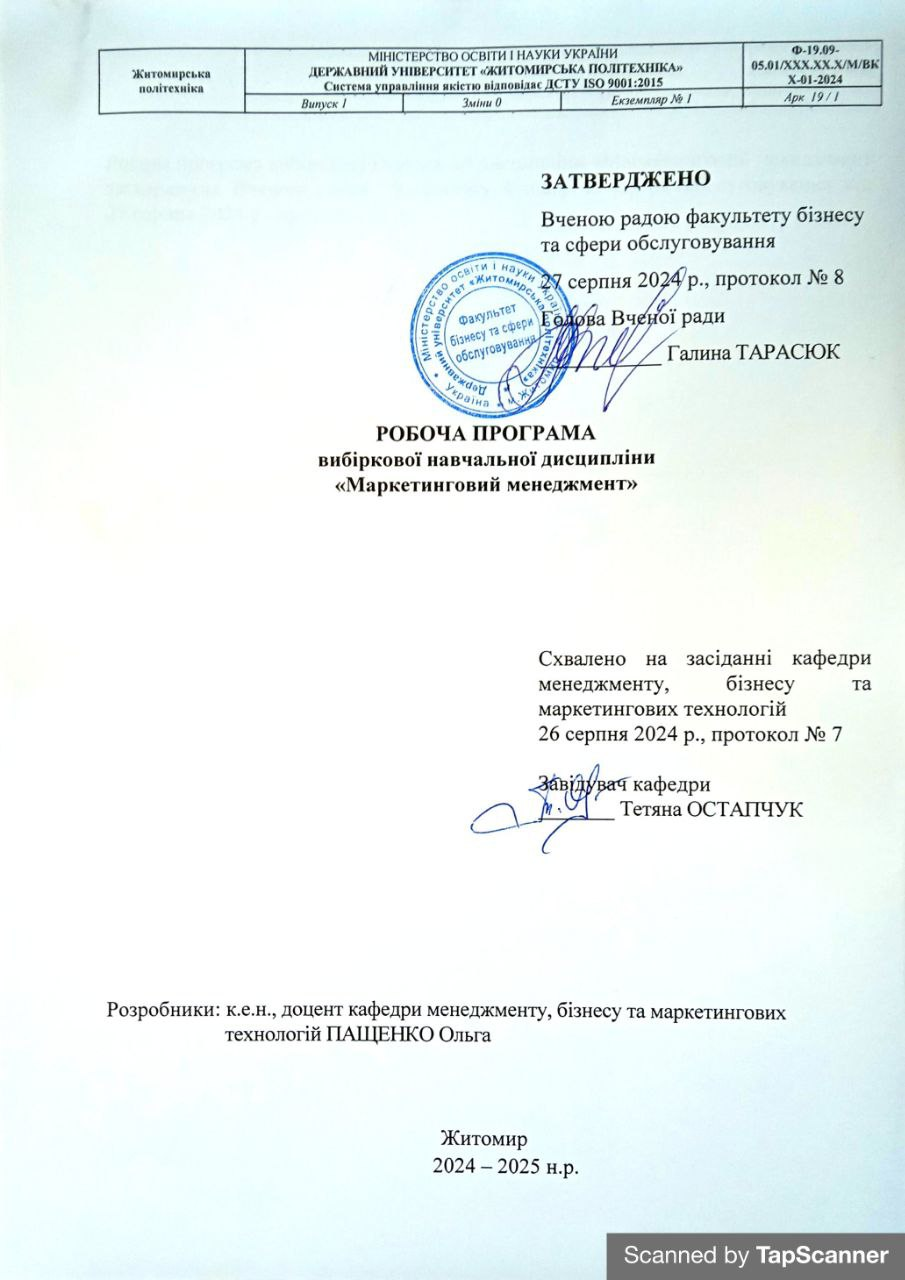 Житомирська
політехніка
МІНІСТЕРСТВО ОСВІТИ І НАУКИ УКРАЇНИ
ДЕРЖАВНИЙ УНІВЕРСИТЕТ «ЖИТОМИРСЬКА ПОЛІТЕХНІКА»
Система управління якістю відповідає ДСТУ ISO 9001:2015
Випуск 1
Зміни 0
Екземпляр № 1
Ф-19.09-
05.01/ХХХ.ХХ.Х/М/ВК
Х-01-2024
Арк 19 / 1
ЗАТВЕРДЖЕНО
Вченою радою факультету бізнесу
та сфери обслуговування
27 серпня 2024 р., протокол № 8
Голова Вченої ради
Галина ТАРАСЮК
Міністерство освіти і науки України
Державний університет «Житомирська політехніка»
Факультет
бізнесу та сфери
обслуговування
Україна
РОБОЧА ПРОГРАМА
вибіркової навчальної дисципліни
«Маркетинговий менеджмент»
Схвалено на засіданні кафедри
менеджменту, бізнесу та
маркетингових технологій
26 серпня 2024 р., протокол № 7
Завідувач кафедри
Тетяна ОСТАПЧУК
Розробники: к.е.н., доцент кафедри менеджменту, бізнесу та маркетингових
технологій ПАЩЕНКО Ольга
Житомир
2024 – 2025 н.р.
Scanned by TapScanner